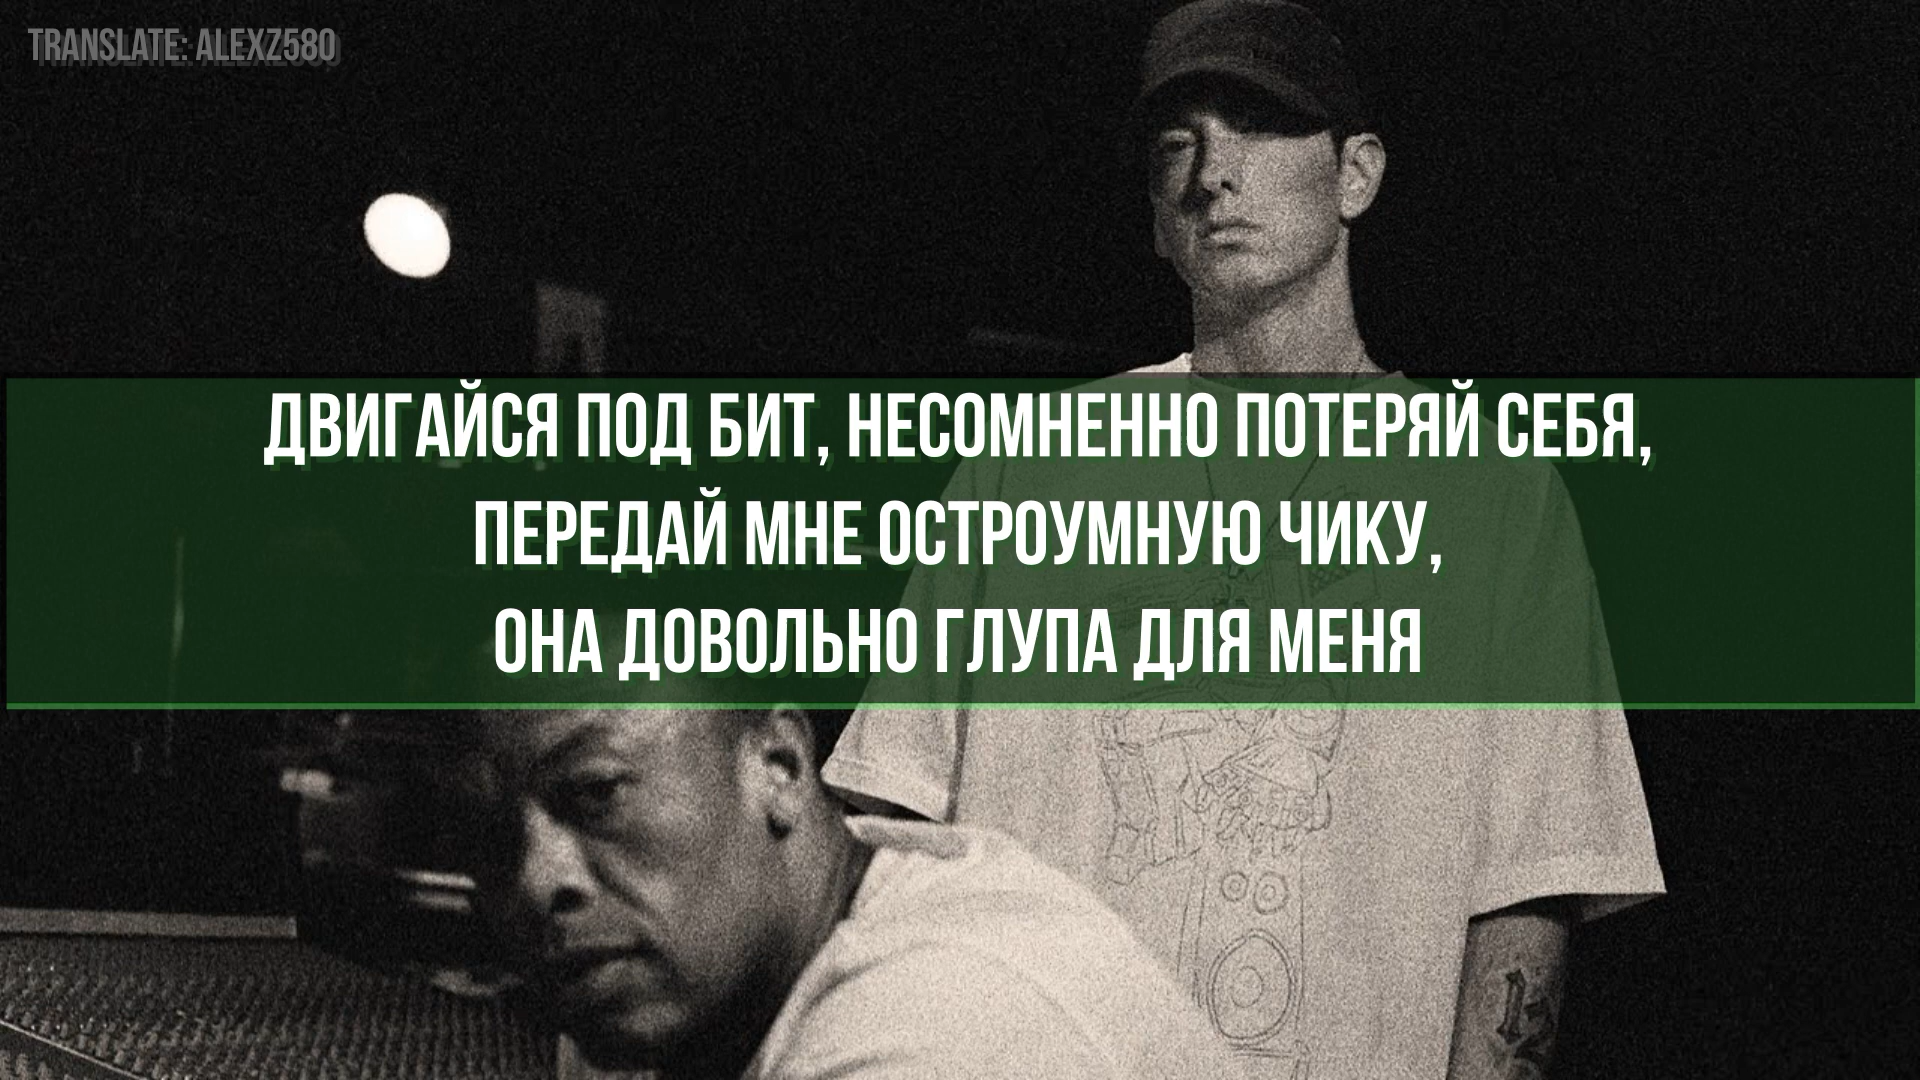 TRANSLATE: ALEXZ580
ДВИГАЙСЯ ПОД БИТ, НЕСОМНЕННО ПОТЕРЯЙ СЕБЯ,
ПЕРЕДАЙ МНЕ ОСТРОУМНУЮ ЧИКУ,
ОНА ДОВОЛЬНО ГЛУПА ДЛЯ МЕНЯ